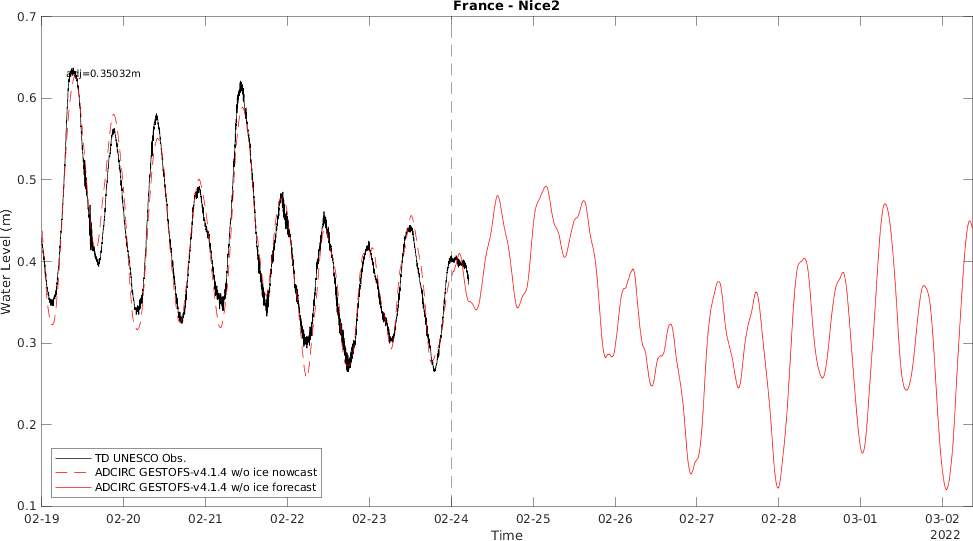 France - Nice2
0.7
0.6
0.5
0.4
0.3
0.2
0.1
Water Level (m)
adj=0.35032m
TD UNESCO Obs.
ADCIRC GESTOFS-v4.1.4 w/o ice nowcast
ADCIRC GESTOFS-v4.1.4 w/o ice forecast
02-19 02-20 02-21 02-22 02-23 02-24 02-25 02-26 02-27 02-28 03-01 03-02
Time 2022